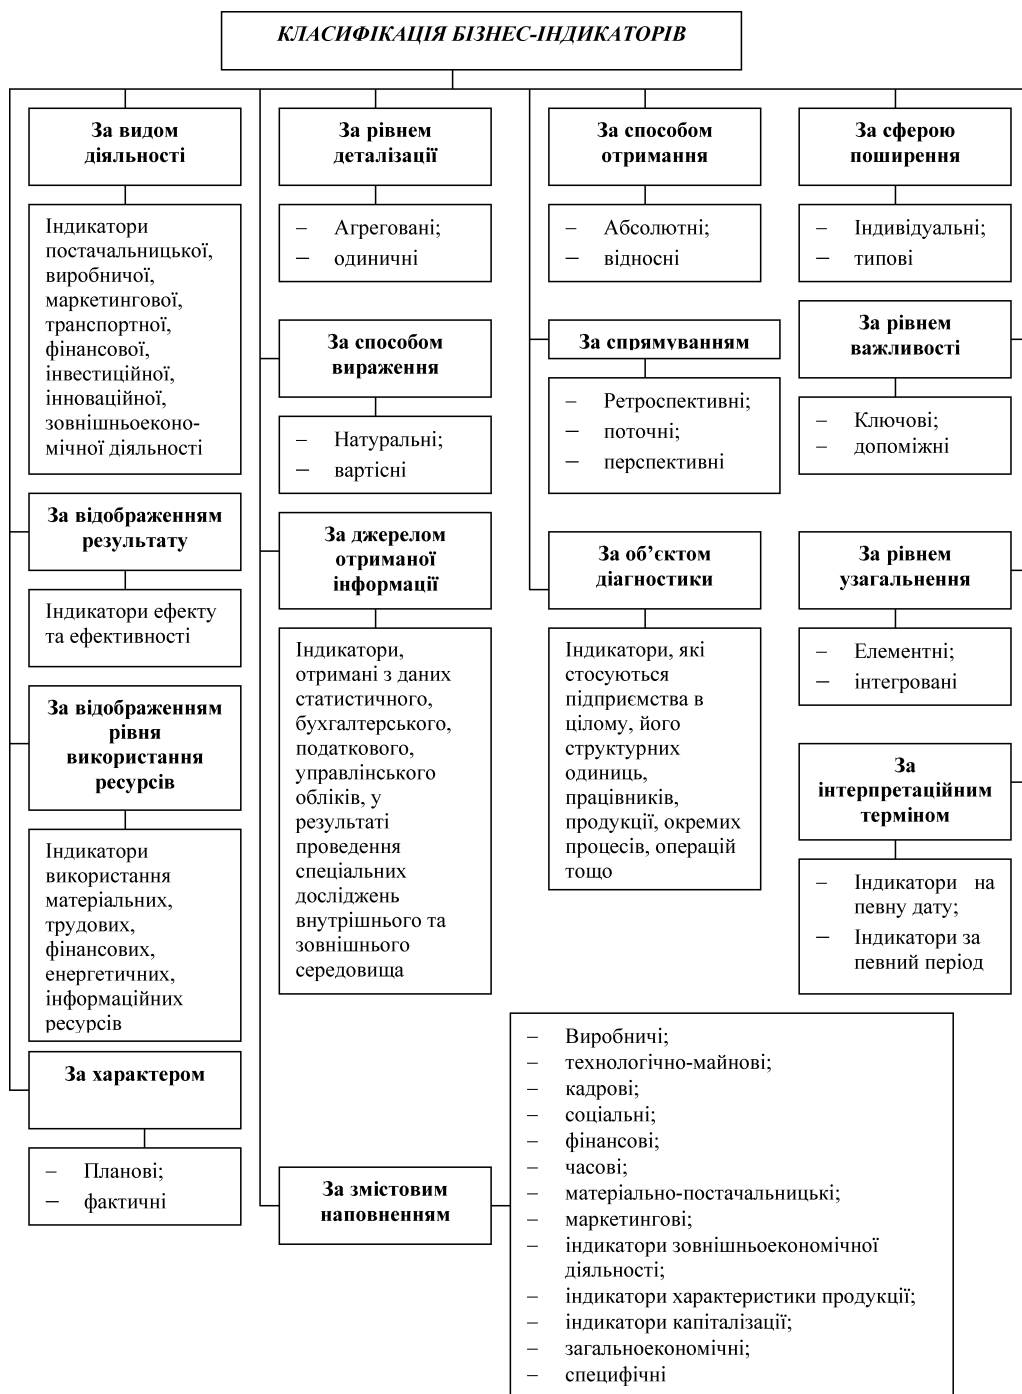 КЛАСИФІКАЦІЯ БІЗНЕС-ІНДИКАТОРІВ
За видом
діяльності
Індикатори
постачальницької,
виробничої,
маркетингової,
транспортної,
фінансової,
інвестиційної,
інноваційної,
зовнішньоеконо-
мічної діяльності
За відображенням
результату
Індикатори ефекту
та ефективності
За відображенням
рівня
використання
ресурсів
Індикатори
використання
матеріальних,
трудових,
фінансових,
енергетичних,
інформаційних
ресурсів
За характером
– Планові;
– фактичні
За рівнем
деталізації
– Агреговані;
– одиничні
За способом
вираження
– Натуральні;
– вартісні
За джерелом
отриманої
інформації
Індикатори,
отримані з даних
статистичного,
бухгалтерського,
податкового,
управлінського
обліків, у
результаті
проведення
спеціальних
досліджень
внутрішнього та
зовнішнього
середовища
За змістовим
наповненням
– Виробничі;
– технологічно-майнові;
– кадрові;
– соціальні;
– фінансові;
– часові;
– матеріально-постачальницькі;
– маркетингові;
– індикатори зовнішньоекономічної
діяльності;
– індикатори характеристики продукції;
– індикатори капіталізації;
– загальноекономічні;
– специфічні
За способом
отримання
– Абсолютні;
– відносні
За спрямуванням
– Ретроспективні;
– поточні;
– перспективні
За об’єктом
діагностики
Індикатори, які
стосуються
підприємства в
цілому, його
структурних
одиниць,
працівників,
продукції, окремих
процесів, операцій
тощо
За сферою
поширення
– Індивідуальні;
– типові
За рівнем
важливості
– Ключові;
– допоміжні
За рівнем
узагальнення
– Елементні;
– інтегровані
За
інтерпретаційним
терміном
– Індикатори на
певну дату;
– Індикатори за
певний період